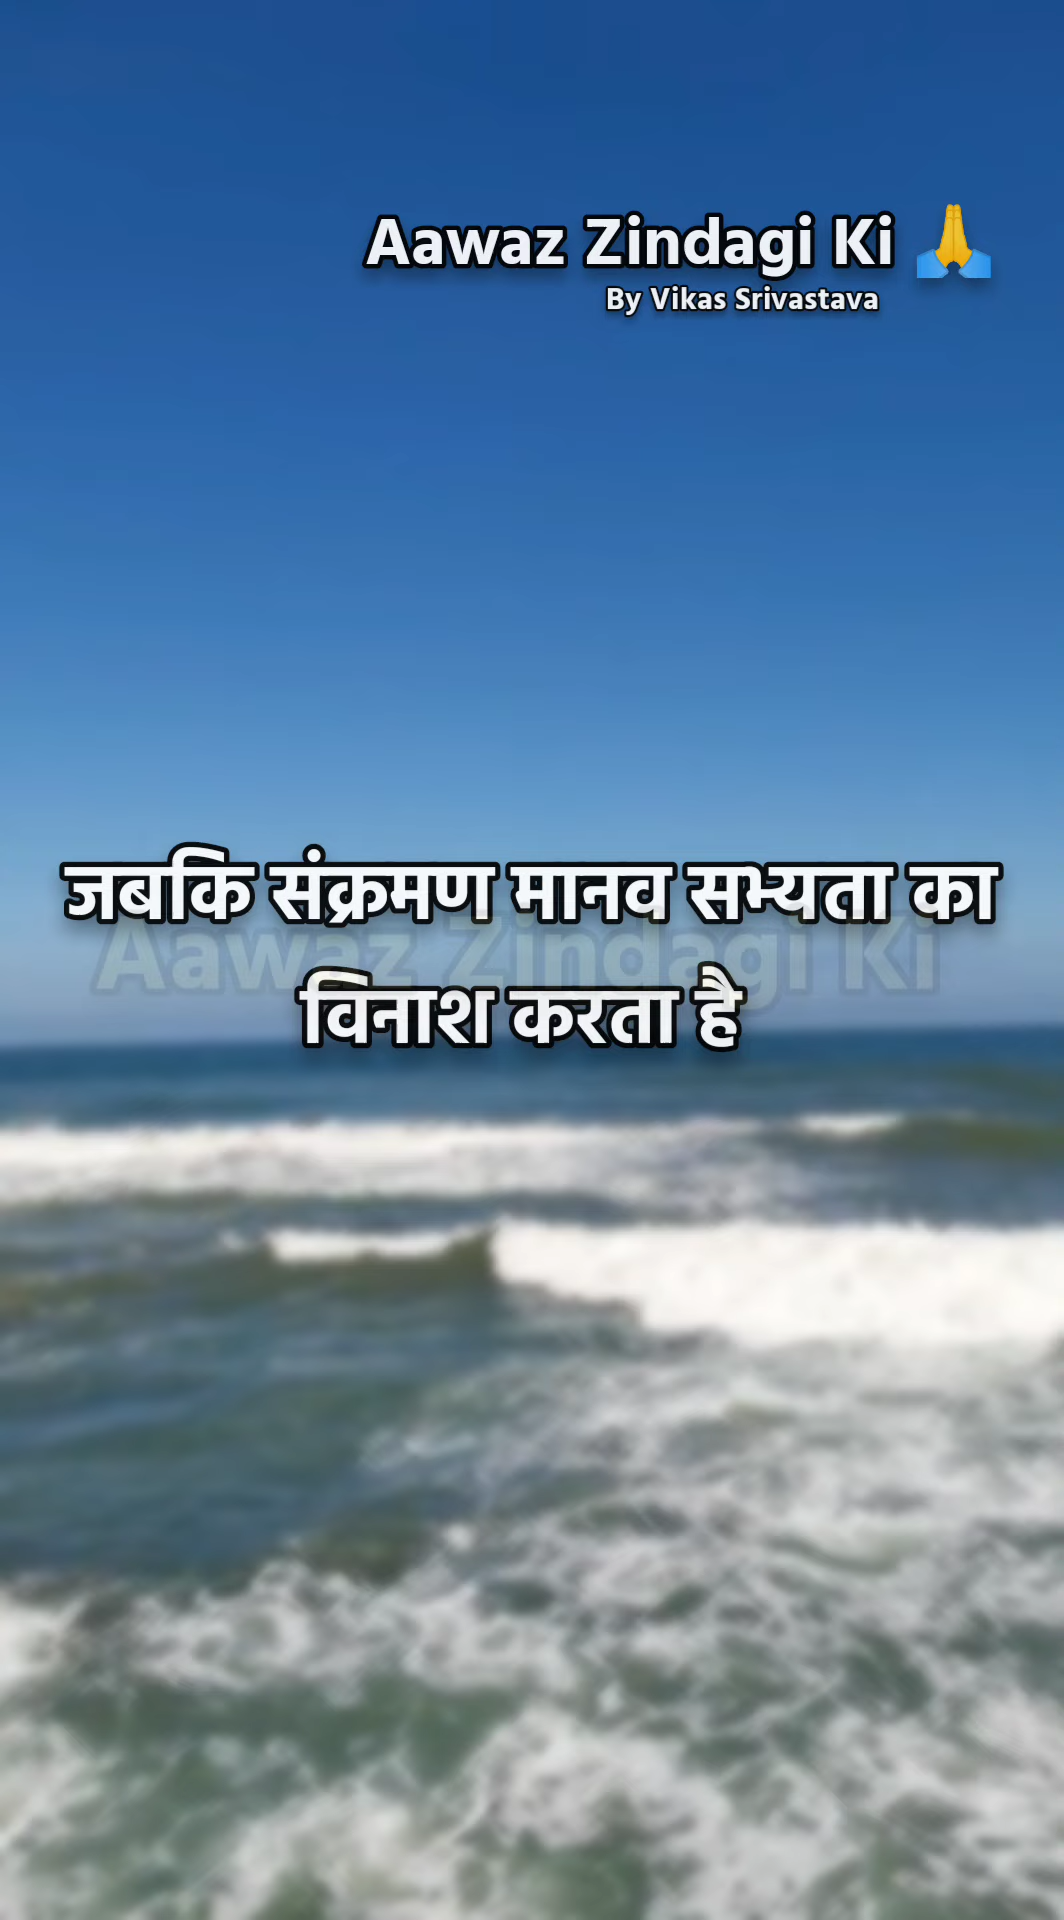 Aawaz Zindagi Ki 🙏
By Vikas Srivastava
जबकि संक्रमण मानव सभ्यता का
Aawaz Zindagi Ki
विनाश करता है